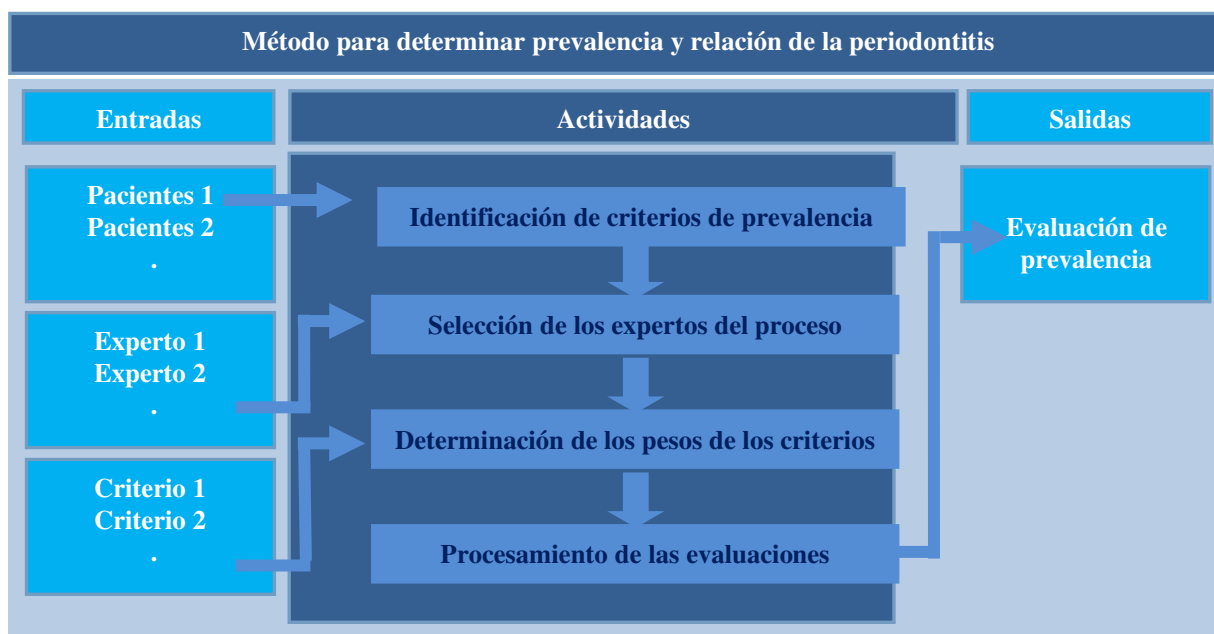 Método para determinar prevalencia y relación de la periodontitis
Entradas
Actividades
Salidas
Pacientes 1
Pacientes 2
.
Experto 1
Experto 2
.
Criterio 1
Criterio 2
.
Identificación de criterios de prevalencia
Selección de los expertos del proceso
Determinación de los pesos de los criterios
Procesamiento de las evaluaciones
Evaluación de
prevalencia